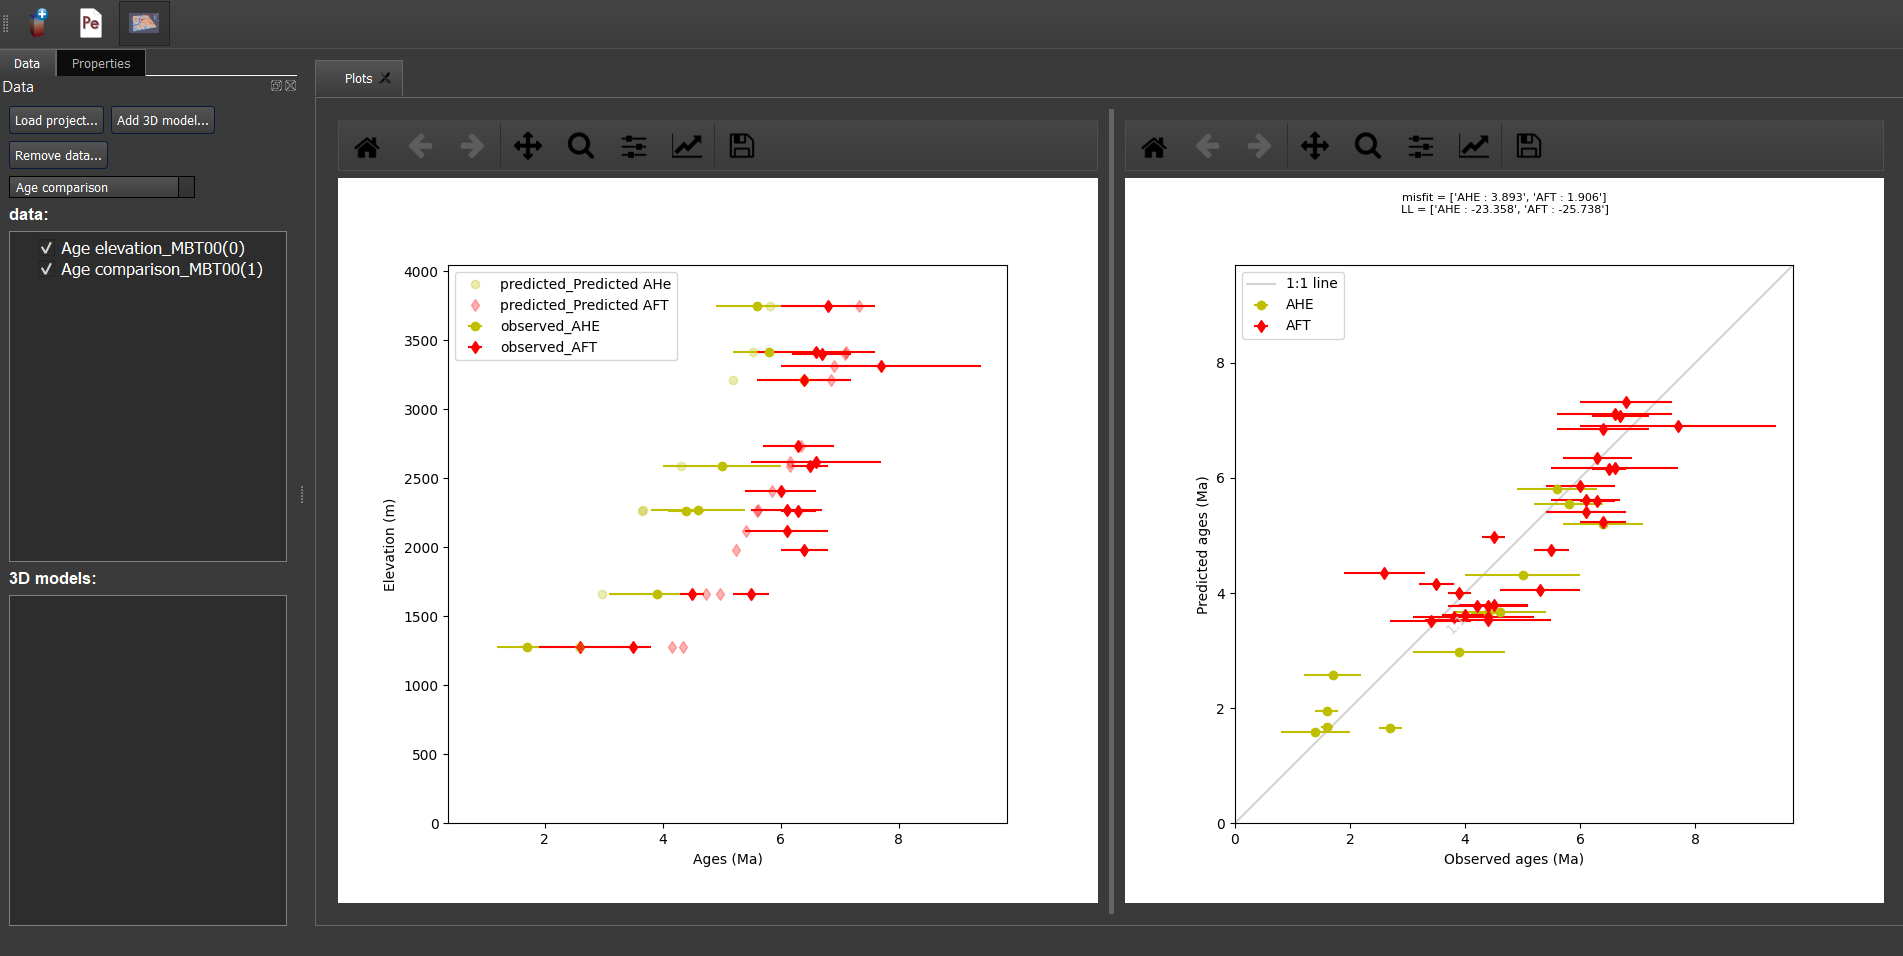 Pe
Data
Properties
Data
Load project...
Add 3D model...
Remove data...
Age comparison
data:
Age elevation_MBT00(0)
Age comparison_MBT00(1)
3D models:
Plots
predicted_Predicted AHe
predicted_Predicted AFT
observed_AHE
observed_AFT
4000
3500
3000
2500
2000
1500
1000
500
0
Elevation (m)
2
4
6
8
Ages (Ma)
misfit = ['AHE : 3.893', 'AFT : 1.906']
LL = ['AHE : -23.358', 'AFT : -25.738']
1:1 line
AHE
AFT
8
6
4
2
0
Predicted ages (Ma)
0
2
4
6
8
Observed ages (Ma)